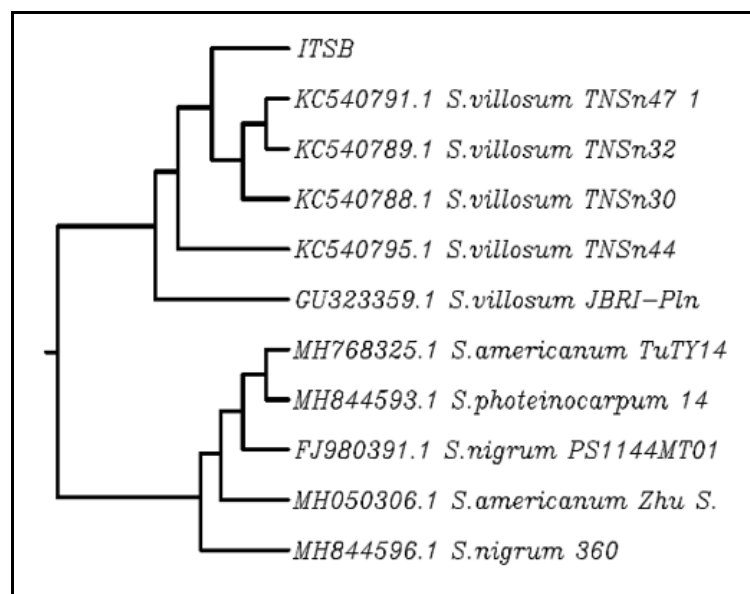 ITSB
KC540791.1 S.villosum TNSn47 1
KC540789.1 S.villosum TNSn32
KC540788.1 S.villosum TNSn30
KC540795.1 S.villosum TNSn44
GU323359.1 S.villosum JBRI-Pln
MH768325.1 S.americanum TuTY14
MH844593.1 S.photeinocarpum 14
FJ980391.1 S.nigrum PS1144MT01
MH050306.1 S.americanum Zhu S.
MH844596.1 S.nigrum 360